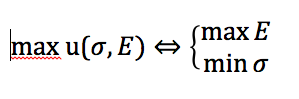 max u(σ, E) ⇔ { max E
min σ